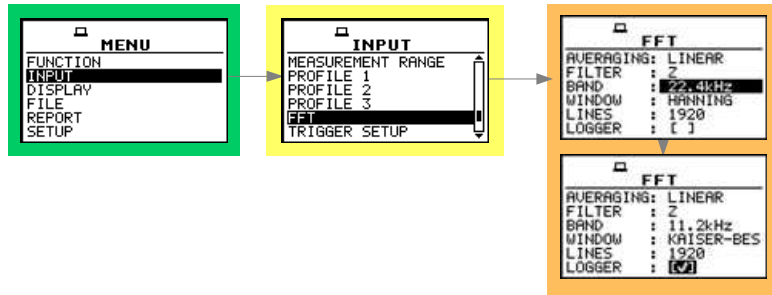 MENU
FUNCTION
INPUT
DISPLAY
FILE
REPORT
SETUP
INPUT
MEASUREMENT RANGE
PROFILE 1
PROFILE 2
PROFILE 3
FFT
TRIGGER SETUP
FFT
AVERAGING: LINEAR
FILTER : Z
BAND : 22.4kHz
WINDOW : HANNING
LINES : 1920
LOGGER : [ ]
FFT
AVERAGING: LINEAR
FILTER : Z
BAND : 11.2kHz
WINDOW : KAISER-BES
LINES : 1920
LOGGER : [√]